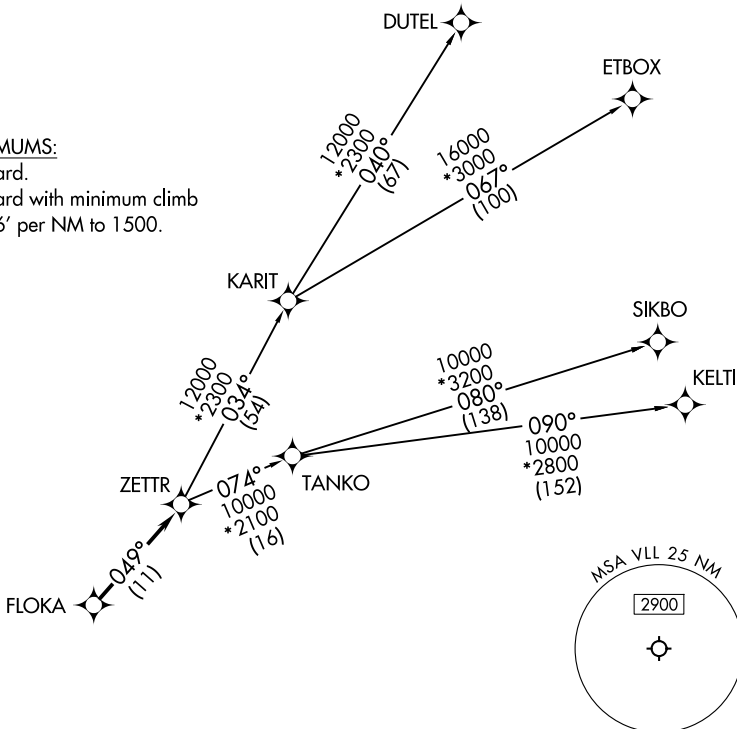 DUTEL
ETBOX
12000
*2300
040°
(67)
16000
*3000
067°
(100)
MUMS:
ard.
ard with minimum climb
6' per NM to 1500.
KARIT
SIKBO
12000
*2300
034°
(54)
10000
*3200
080°
(138)
KELTI
090°
10000
*2800
(152)
ZETTR
074°
10000
*2100
(16)
TANKO
049°
(11)
FLOKA
MSA VLL 25 NM
2900